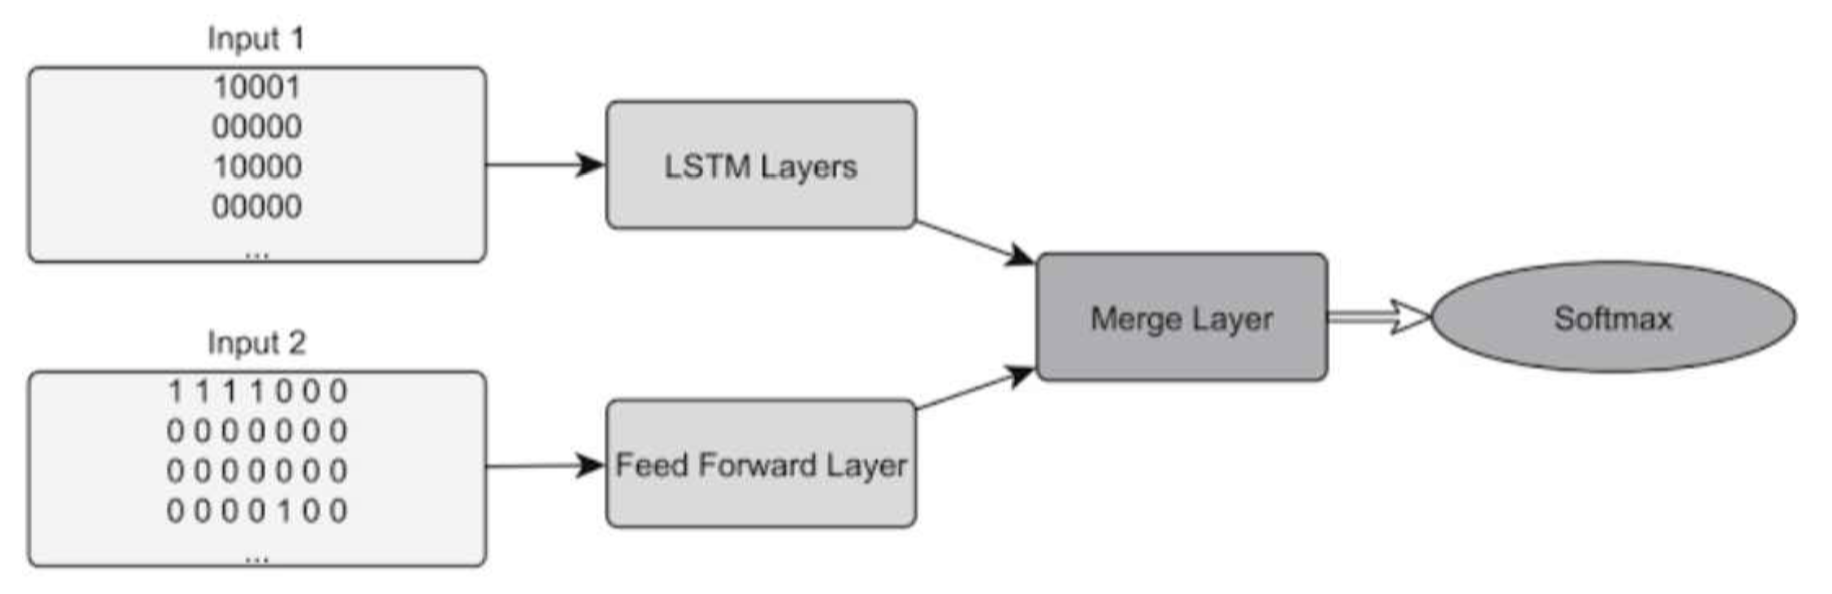 Input 1
10001
00000
10000
00000
...
LSTM Layers
Input 2
1 1 1 1 0 0 0
0 0 0 0 0 0 0
0 0 0 0 0 0 0
0 0 0 0 1 0 0
...
Feed Forward Layer
Merge Layer
Softmax